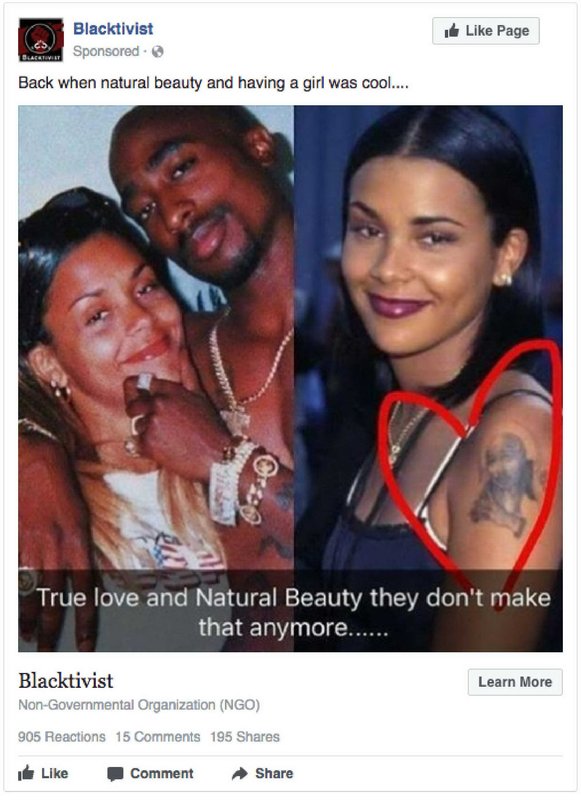 Blacktivist
Like Page
BLACKTIVIST
Sponsored ·
Back when natural beauty and having a girl was cool....
True love and Natural Beauty they don't make
that anymore......
Blacktivist
Learn More
Non-Governmental Organization (NGO)
905 Reactions 15 Comments 195 Shares
Like Comment Share